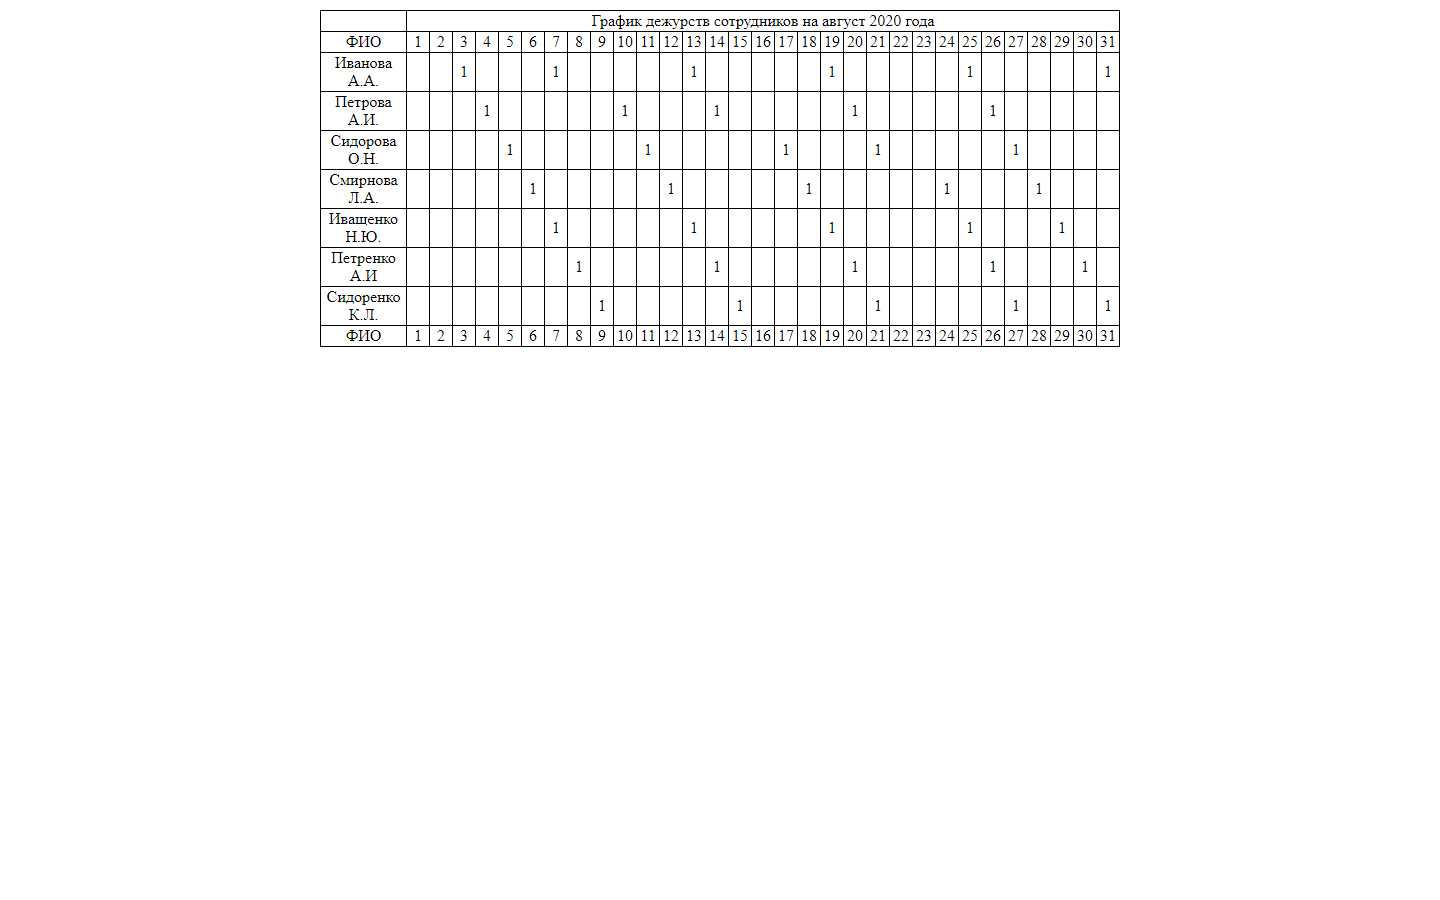 График дежурств сотрудников на август 2020 года
ФИО 1 2 3 4 5 6 7 8 9 10 11 12 13 14 15 16 17 18 19 20 21 22 23 24 25 26 27 28 29 30 31
Иванова
А.А.
1 1 1 1 1 1
Петрова
А.И.
1 1 1 1 1
Сидорова
О.Н.
1 1 1 1 1
Смирнова
Л.А.
1 1 1 1 1
Иващенко
Н.Ю.
1 1 1 1 1
Петренко
А.И
1 1 1 1 1
Сидоренко
К.Л.
1 1 1 1 1
ФИО 1 2 3 4 5 6 7 8 9 10 11 12 13 14 15 16 17 18 19 20 21 22 23 24 25 26 27 28 29 30 31